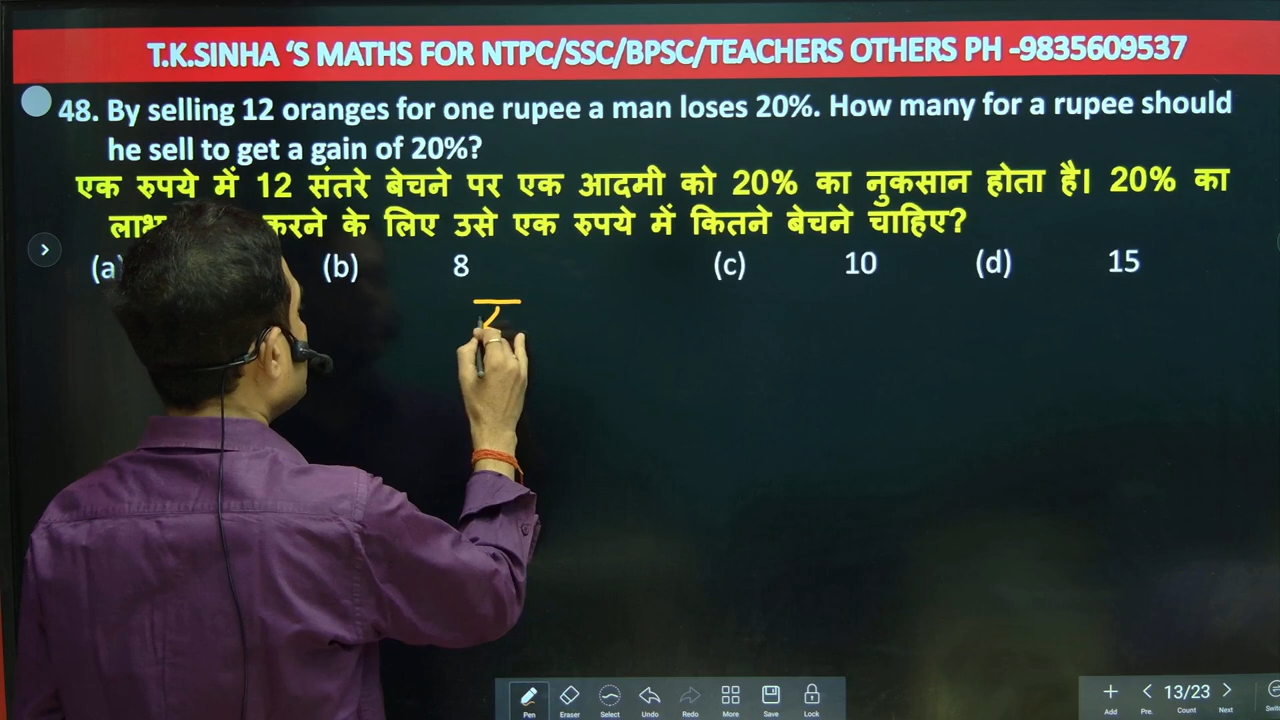 T.K.SINHA ‘S MATHS FOR NTPC/SSC/BPSC/TEACHERS OTHERS PH -9835609537
48. By selling 12 oranges for one rupee a man loses 20%. How many for a rupee should
he sell to get a gain of 20%?
एक रुपये में 12 संतरे बेचने पर एक आदमी को 20% का नुकसान होता है। 20% का
लाभ करने के लिए उसे एक रुपये में कितने बेचने चाहिए?
(a) (b) 8 (c) 10 (d) 15
Pen Eraser Select Undo Redo More Save Lock
13/23
Add Pre. Count Next